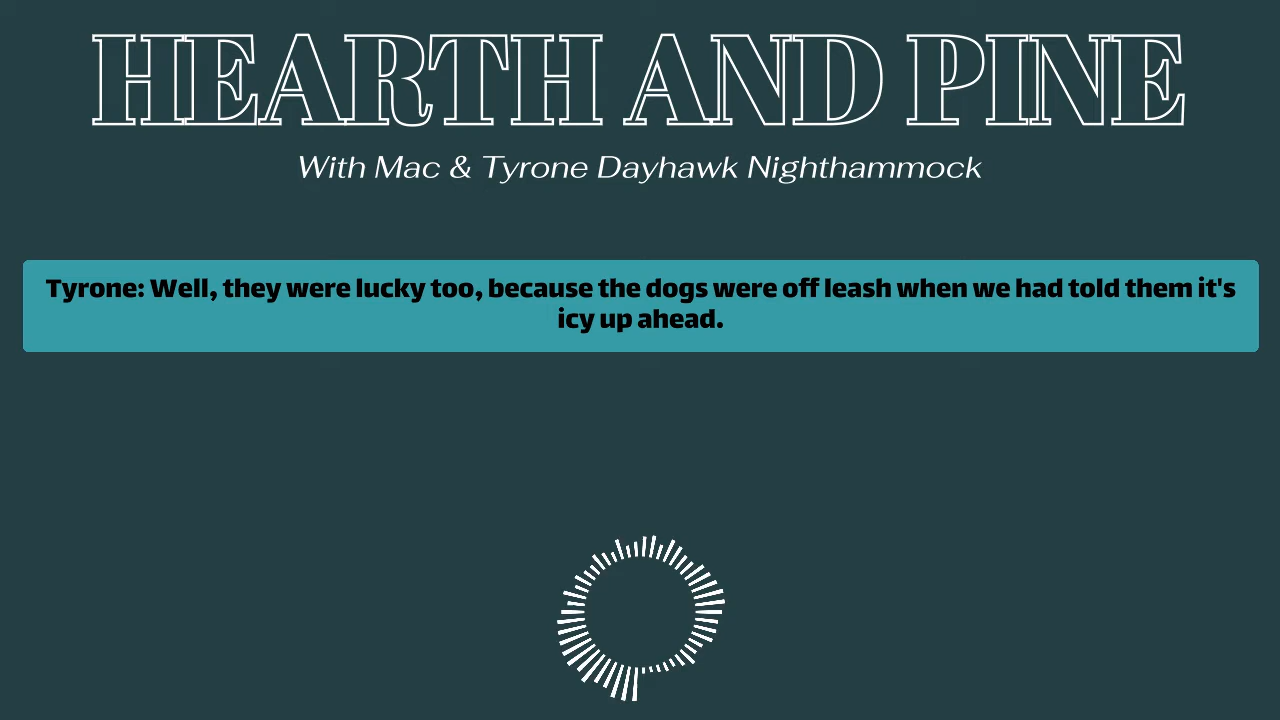 HEARTH AND PINE
With Mac & Tyrone Dayhawk Nighthammock
Tyrone: Well, they were lucky too, because the dogs were off leash when we had told them it's
icy up ahead.